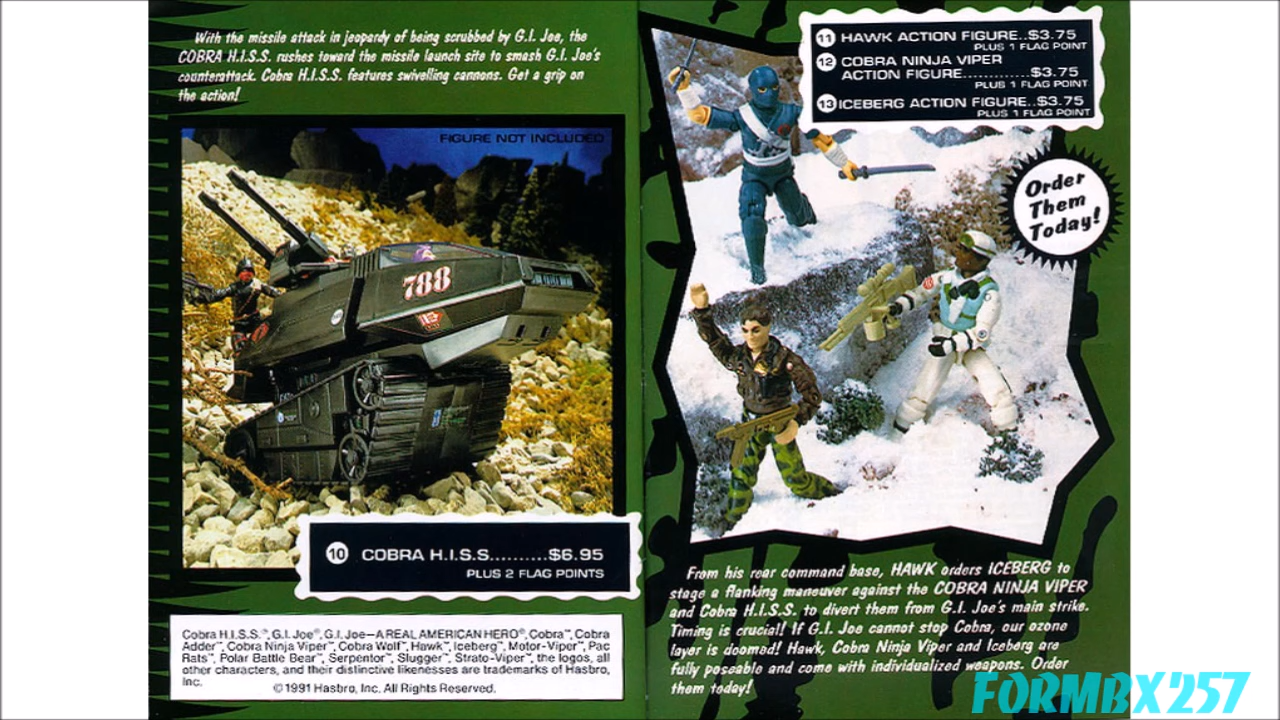 With the missile attack in jeopardy of being scrubbed by G.I. Joe, the
COBRA H.I.S.S. rushes toward the missile launch site to smash G.I. Joe's
counterattack. Cobra H.I.S.S. features swivelling cannons. Get a grip on
the action!
FIGURE NOT INCLUDED
788
10 COBRA H.I.S.S..........$6.95
PLUS 2 FLAG POINTS
Cobra H.I.S.S.™, G.I. Joe®, G.I. Joe—A REAL AMERICAN HERO®, Cobra™, Cobra
Adder™, Cobra Ninja Viper™, Cobra Wolf™, Hawk™, Iceberg™, Motor-Viper™, Pac
Rats™, Polar Battle Bear™, Serpentor™, Slugger™, Strato-Viper™, the logos, all
other characters, and their distinctive likenesses are trademarks of Hasbro,
Inc.
©1991 Hasbro, Inc. All Rights Reserved.
11 HAWK ACTION FIGURE..$3.75
PLUS 1 FLAG POINT
12 COBRA NINJA VIPER
ACTION FIGURE............$3.75
PLUS 1 FLAG POINT
13 ICEBERG ACTION FIGURE..$3.75
PLUS 1 FLAG POINT
Order
Them
Today!
From his rear command base, HAWK orders ICEBERG to
stage a flanking maneuver against the COBRA NINJA VIPER
and Cobra H.I.S.S. to divert them from G.I. Joe's main strike.
Timing is crucial! If G.I. Joe cannot stop Cobra, our ozone
layer is doomed! Hawk, Cobra Ninja Viper and Iceberg are
fully poseable and come with individualized weapons. Order
them today!
FORMBX257